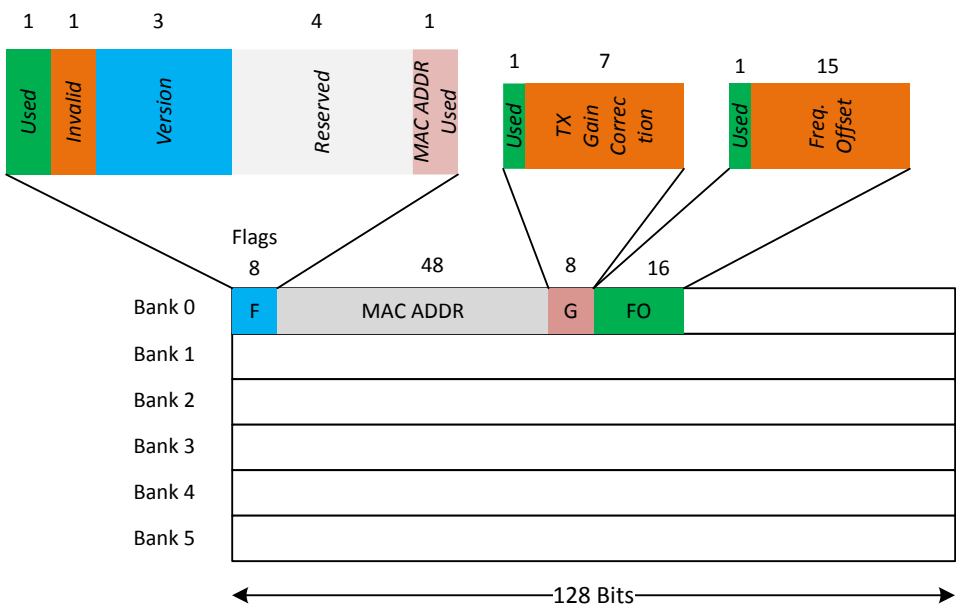 1 1 3 4 1
Used
Invalid
Version
Reserved
MAC ADDR
Used
1 7
Used
TX
Gain
Correc
tion
1 15
Used
Freq.
Offset
Flags
8 48 8 16
Bank 0 F MAC ADDR G FO
Bank 1
Bank 2
Bank 3
Bank 4
Bank 5
128 Bits